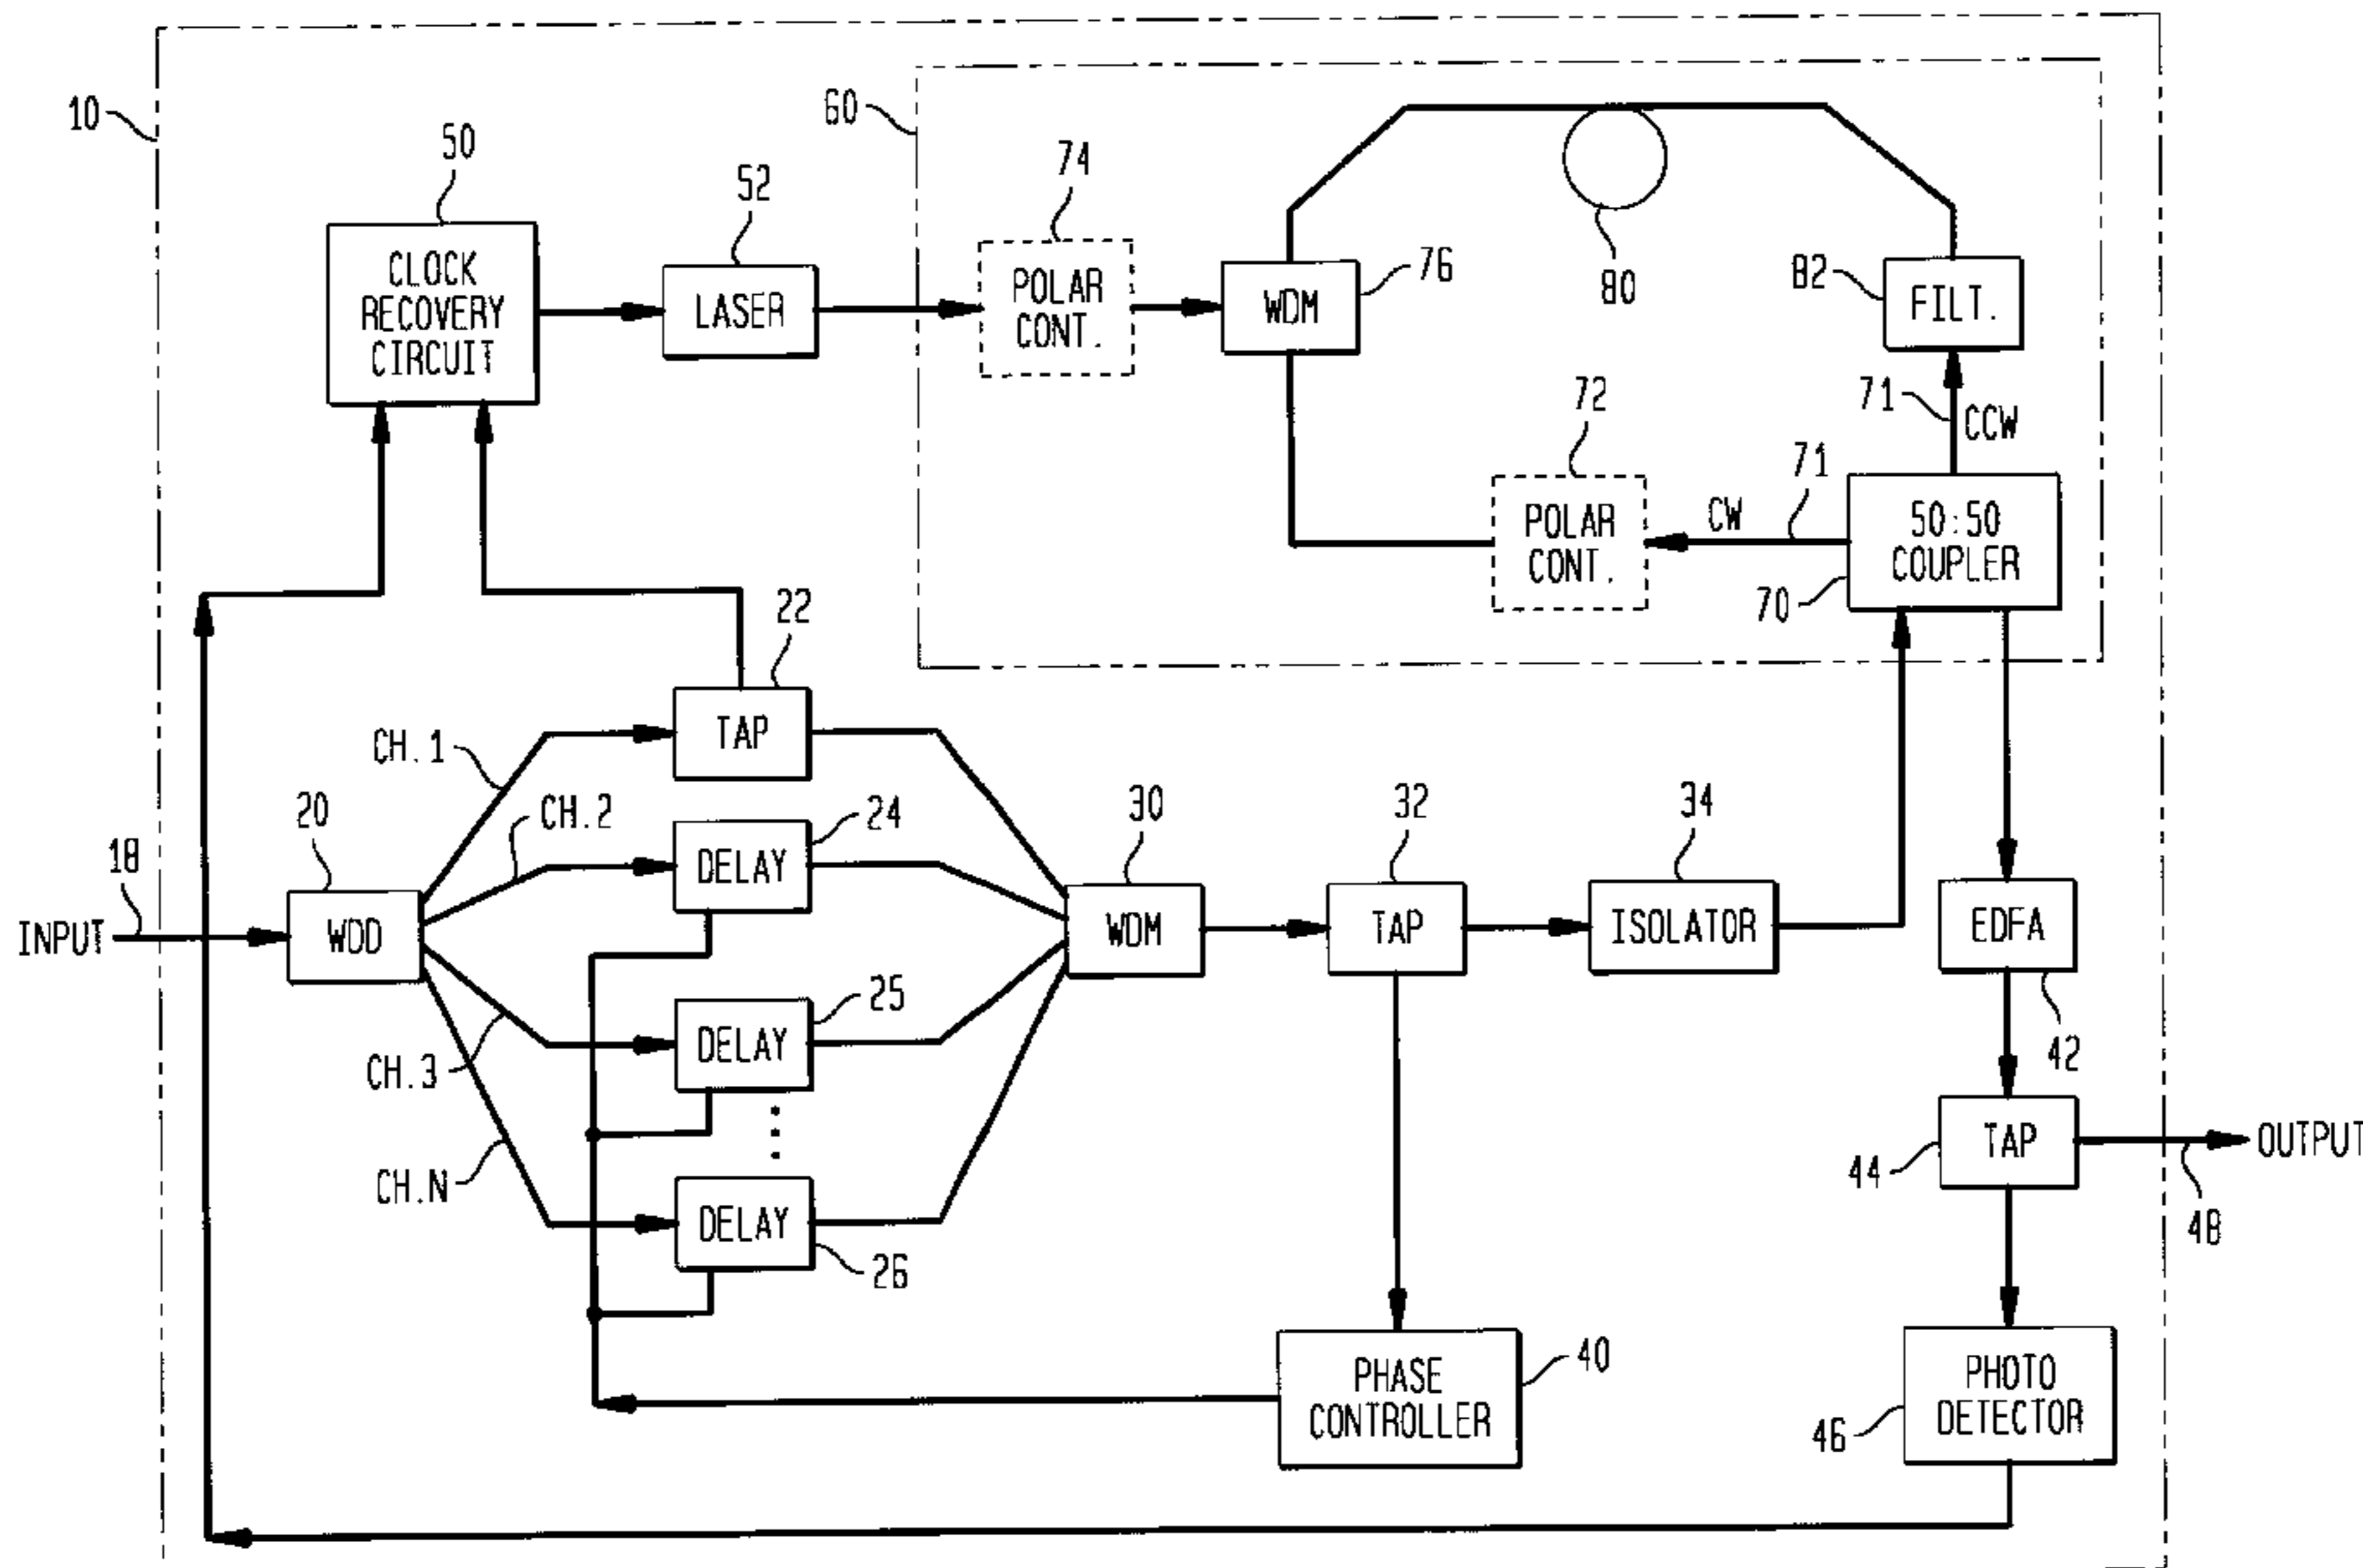 10
60
50
CLOCK
RECOVERY
CIRCUIT
52
LASER
74
POLAR
CONT.
WDM
76
80
82
FILT.
71
CCW
72
POLAR
CONT.
CW
71
50:50
COUPLER
70
22
TAP
CH.1
20
CH.2
24
DELAY
30
WDM
32
TAP
34
ISOLATOR
EDFA
42
18
INPUT
WDD
CH.3
25
DELAY
CH.N
DELAY
26
44
TAP
OUTPUT
48
PHASE
CONTROLLER
40
PHOTO
DETECTOR
46